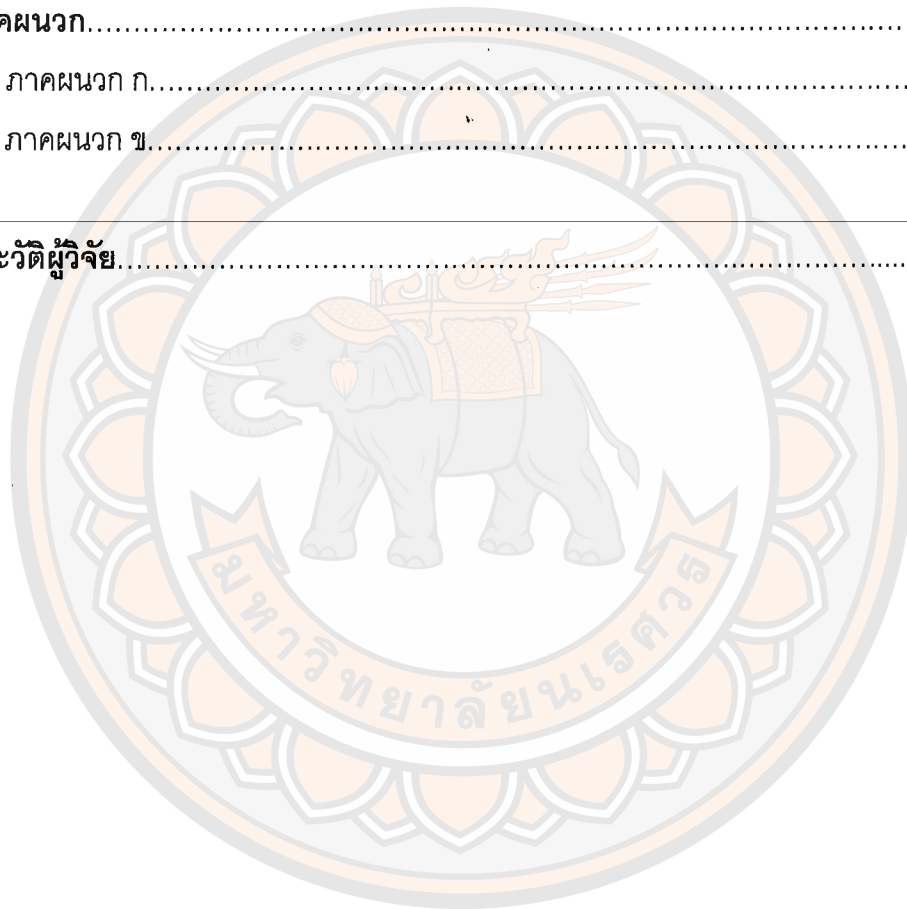 คผนวก
ภาคผนวก ก
ภาคผนวก ข
ะวัติผู้วิจัย
มหาวิทยาลัยนเรศวร